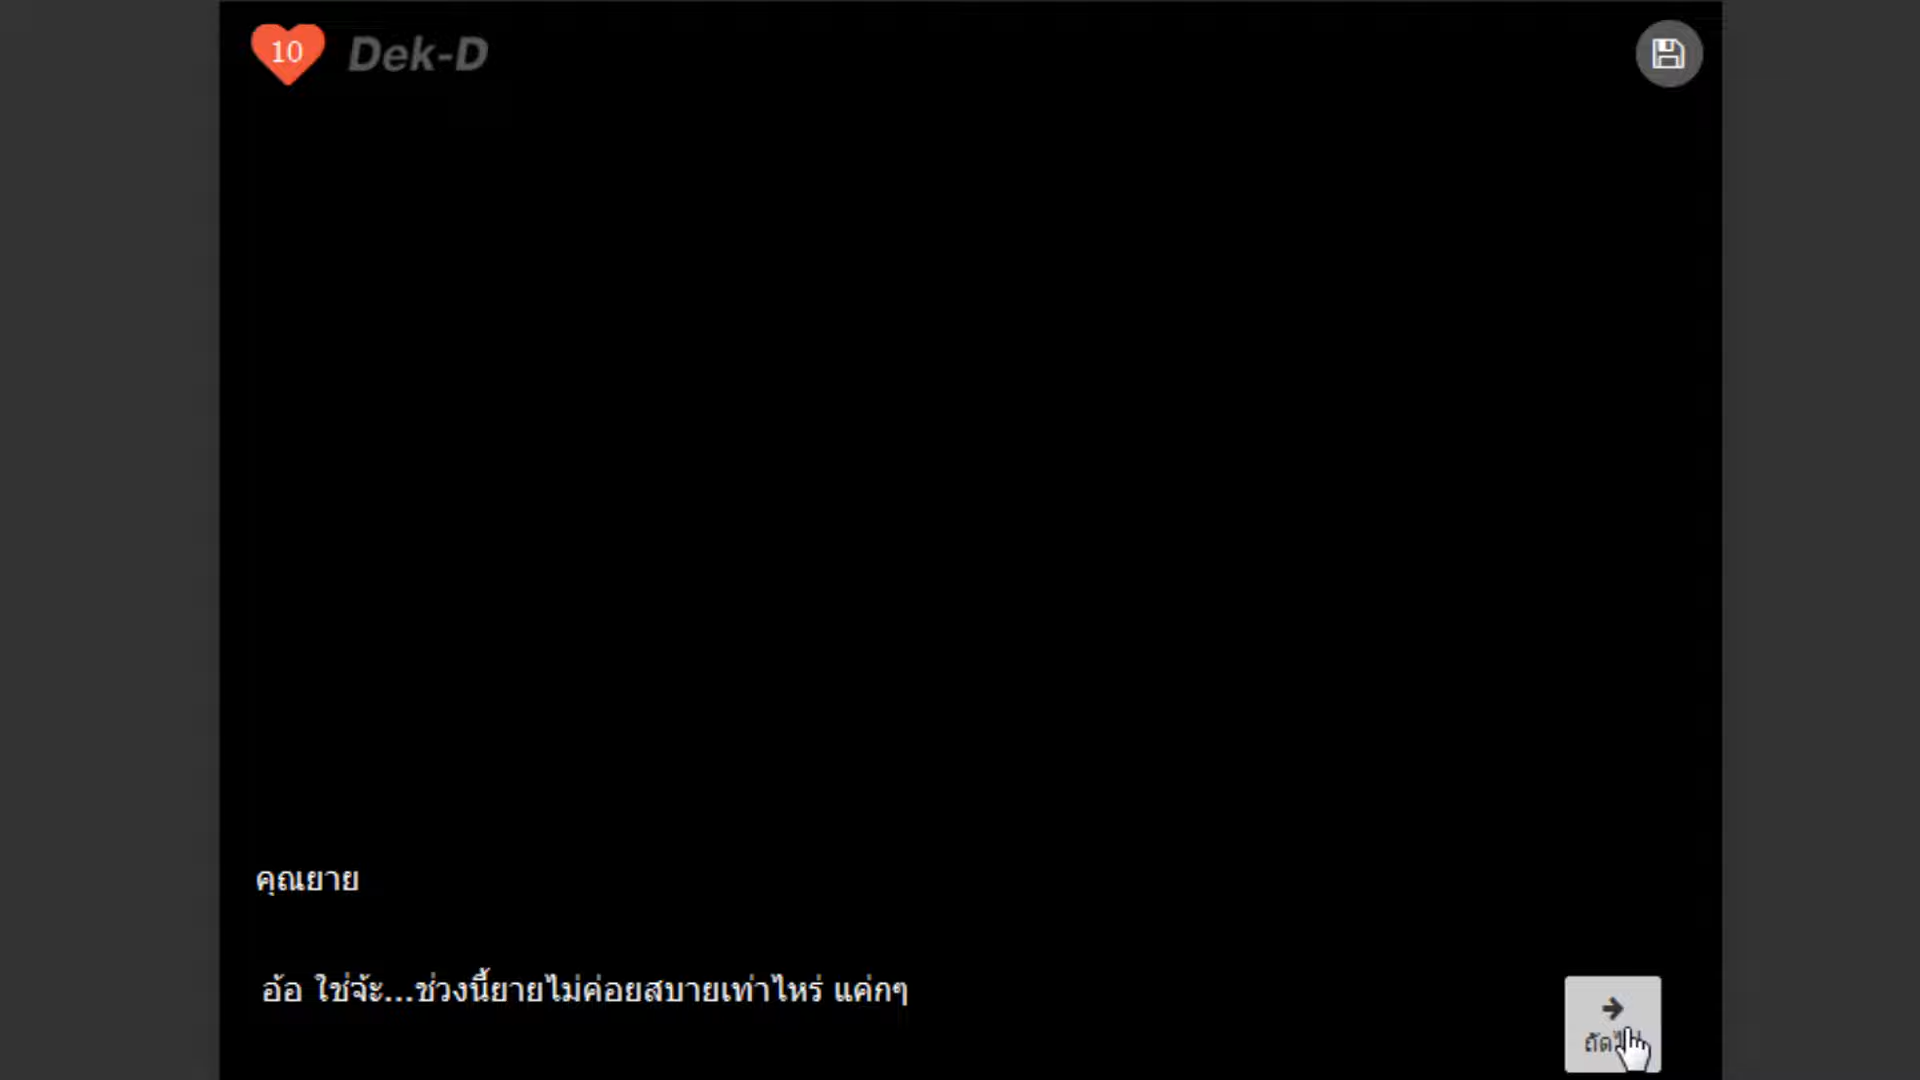 10 Dek-D
คุณยาย
อ้อ ใช่จ้ะ...ช่วงนี้ยายไม่ค่อยสบายเท่าไหร่ แค่กๆ